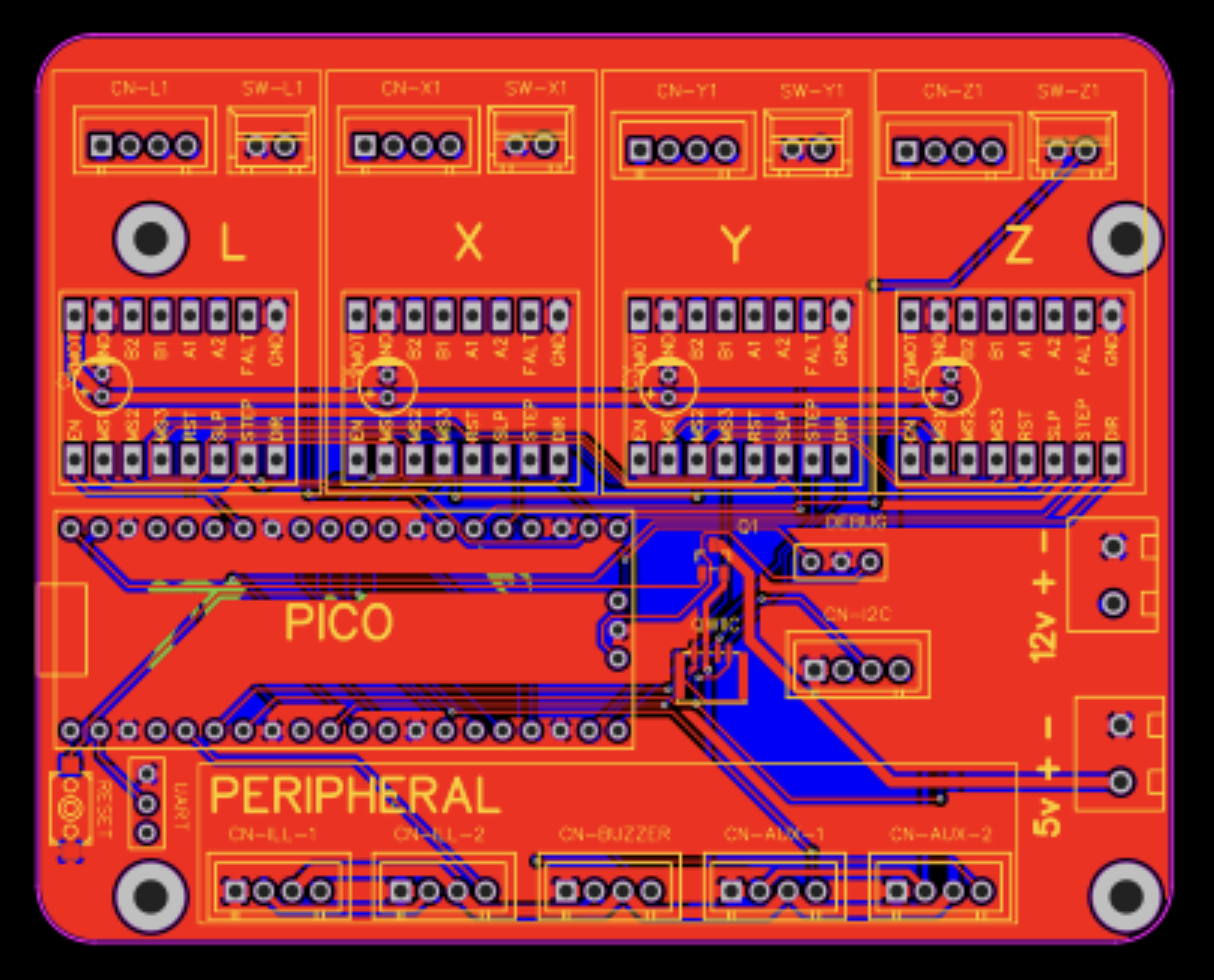 CN-L1 SW-L1 CN-X1 SW-X1 CN-Y1 SW-Y1 CN-Z1 SW-Z1
L X Y Z
VMOT GND B2 B1 A1 A2 FALT GND VMOT GND B2 B1 A1 A2 FALT GND VMOT GND B2 B1 A1 A2 FALT GND VMOT GND B2 B1 A1 A2 FALT GND
EN MS1 MS2 MS3 RST SLP STEP DIR EN MS1 MS2 MS3 RST SLP STEP DIR EN MS1 MS2 MS3 RST SLP STEP DIR EN MS1 MS2 MS3 RST SLP STEP DIR
Q1 DEBUG
PICO
CN-I2C
12v + -
5v + -
RESET UART
PERIPHERAL
CN-ILL-1 CN-ILL-2 CN-BUZZER CN-AUX-1 CN-AUX-2